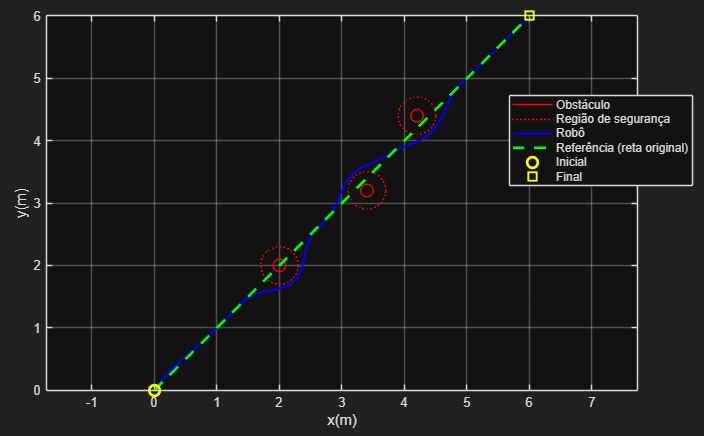 6
5
4
3
2
1
0
y(m)
-1
0
1
2
3
4
5
6
7
x(m)
Obstáculo
Região de segurança
Robô
Referência (reta original)
Inicial
Final